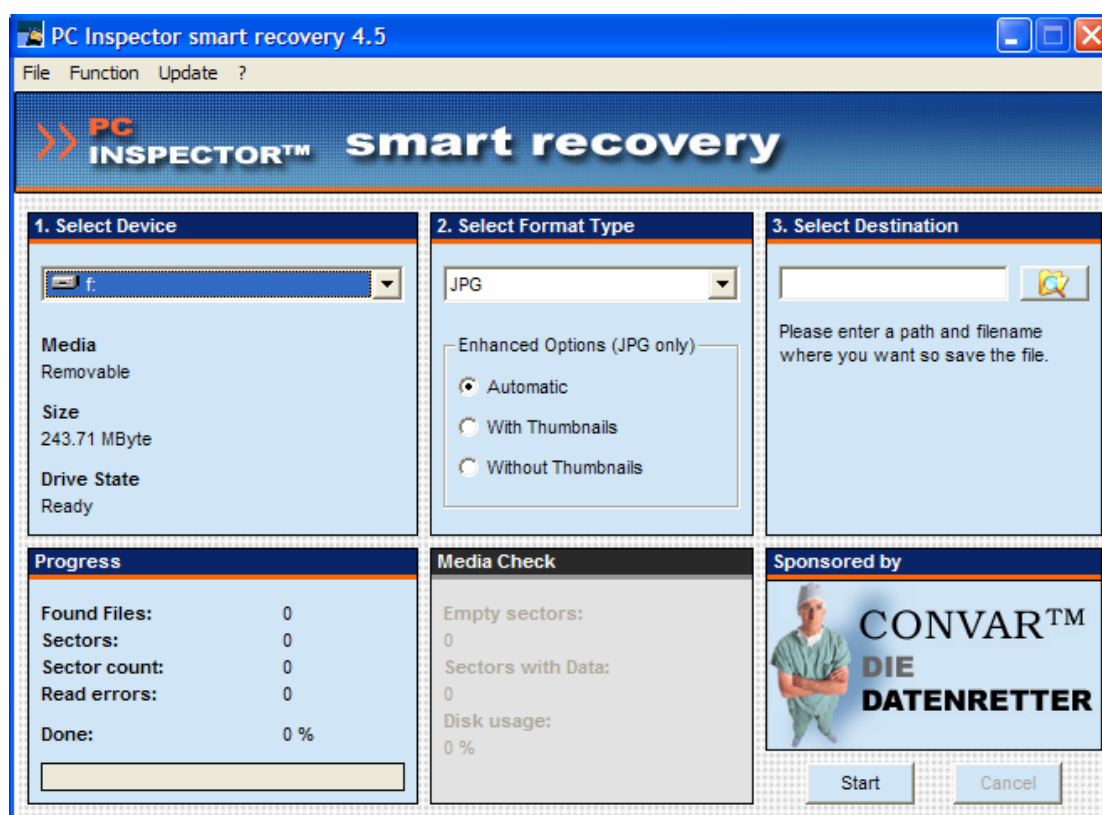 PC Inspector smart recovery 4.5
File Function Update ?
PC
INSPECTOR™ smart recovery
1. Select Device
f:
Media
Removable
Size
243.71 MByte
Drive State
Ready
2. Select Format Type
JPG
Enhanced Options (JPG only)
Automatic
With Thumbnails
Without Thumbnails
3. Select Destination
Please enter a path and filename
where you want so save the file.
Progress
Found Files: 0
Sectors: 0
Sector count: 0
Read errors: 0
Done: 0 %
Media Check
Empty sectors:
0
Sectors with Data:
0
Disk usage:
0 %
Sponsored by
CONVAR™
DIE
DATENRETTER
Start Cancel